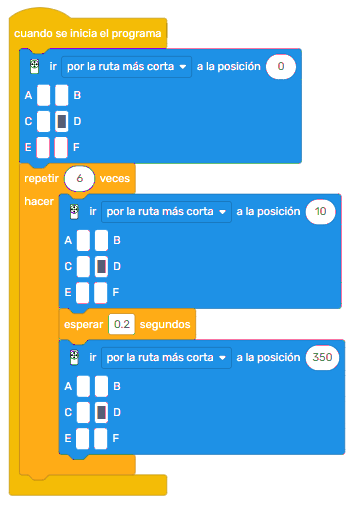 cuando se inicia el programa
ir por la ruta más corta a la posición 0
A B
C D
E F
repetir 6 veces
hacer
ir por la ruta más corta a la posición 10
A B
C D
E F
esperar 0.2 segundos
ir por la ruta más corta a la posición 350
A B
C D
E F